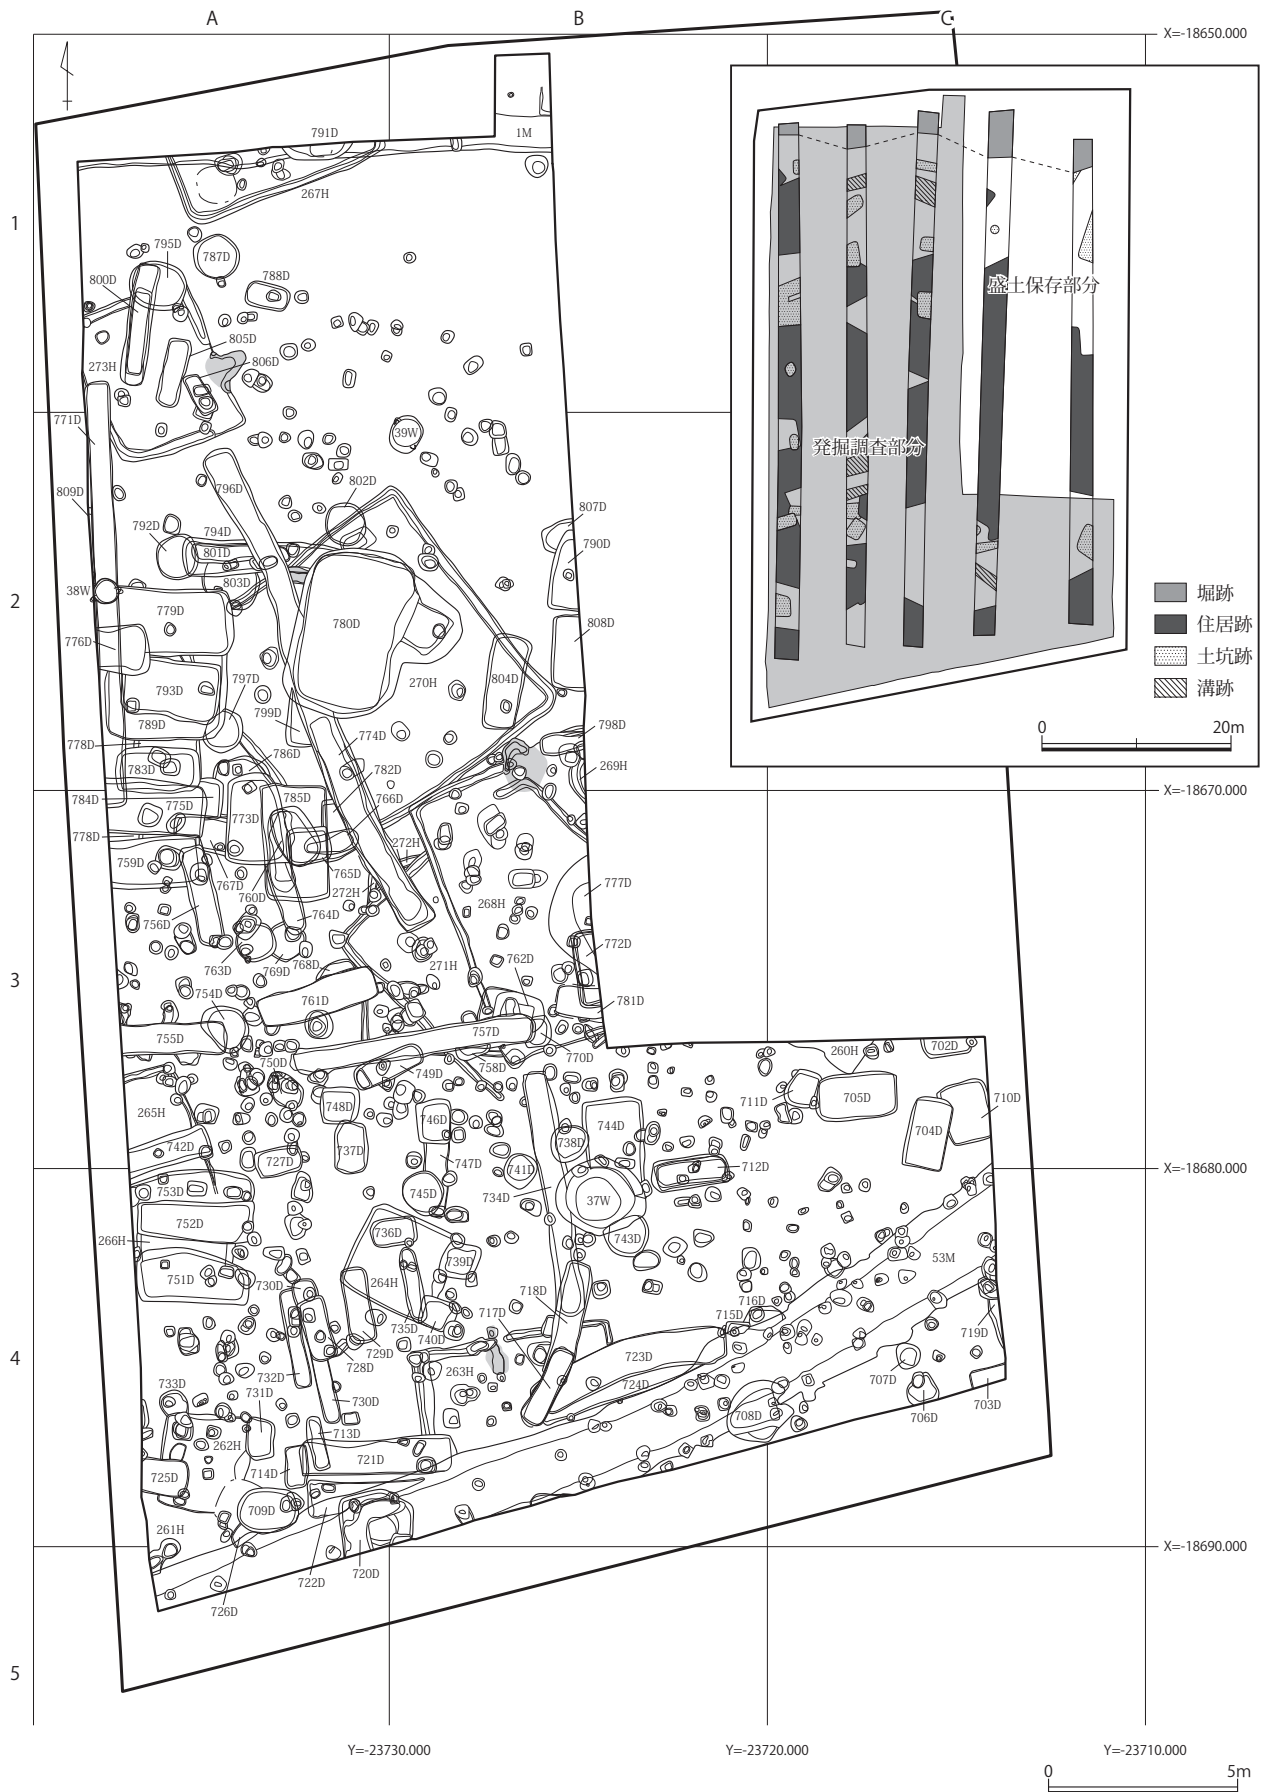 A
B
C
X=-18650.000
791D
1M
267H
1
795D
787D
800D
788D
盛土保存部分
805D
806D
273H
771D
39W
発掘調査部分
796D
802D
809D
807D
792D
794D
801D
790D
803D
38W
2
779D
堀跡
780D
808D
住居跡
776D
土坑跡
797D
804D
793D
270H
溝跡
799D
789D
798D
0
20m
774D
778D
786D
782D
269H
783D
766D
X=-18670.000
784D
775D
785D
773D
778D
272H
759D
765D
777D
767D
760D
272H
268H
764D
756D
772D
763D
769D
768D
271H
762D
3
754D
761D
781D
757D
755D
702D
770D
260H
750D
758D
749D
711D
705D
710D
748D
265H
746D
744D
704D
742D
737D
738D
727D
747D
741D
712D
X=-18680.000
753D
745D
734D
37W
752D
736D
743D
266H
739D
53M
751D
264H
730D
718D
716D
717D
715D
735D
740D
719D
4
729D
728D
723D
263H
732D
724D
707D
733D
731D
730D
703D
708D
706D
713D
262H
721D
714D
725D
709D
261H
X=-18690.000
720D
722D
726D
5
Y=-23730.000
Y=-23720.000
Y=-23710.000
0
5m